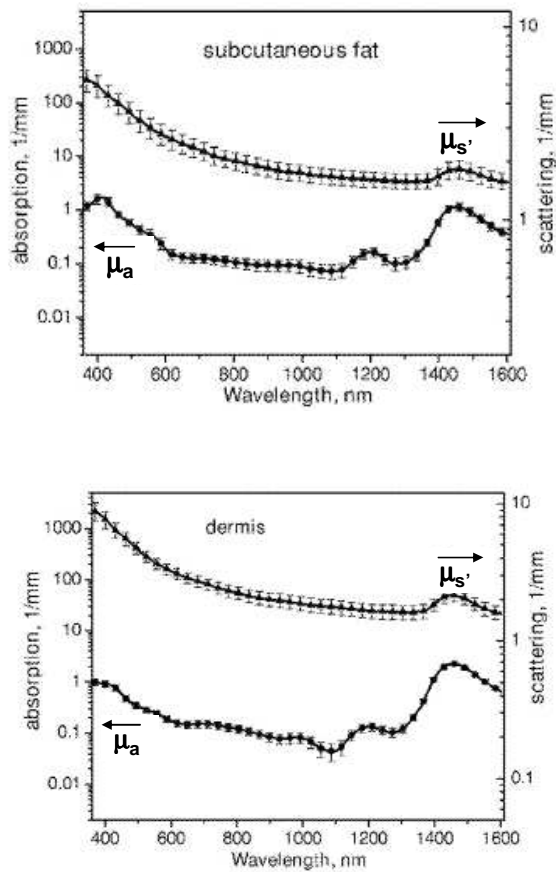 subcutaneous fat
absorption, 1/mm
1000
100
10
1
0.1
0.01
μs'
μa
10
1
scattering, 1/mm
400 600 800 1000 1200 1400 1600
Wavelength, nm
dermis
absorption, 1/mm
1000
100
10
1
0.1
0.01
μs'
μa
10
1
0.1
scattering, 1/mm
400 600 800 1000 1200 1400 1600
Wavelength, nm